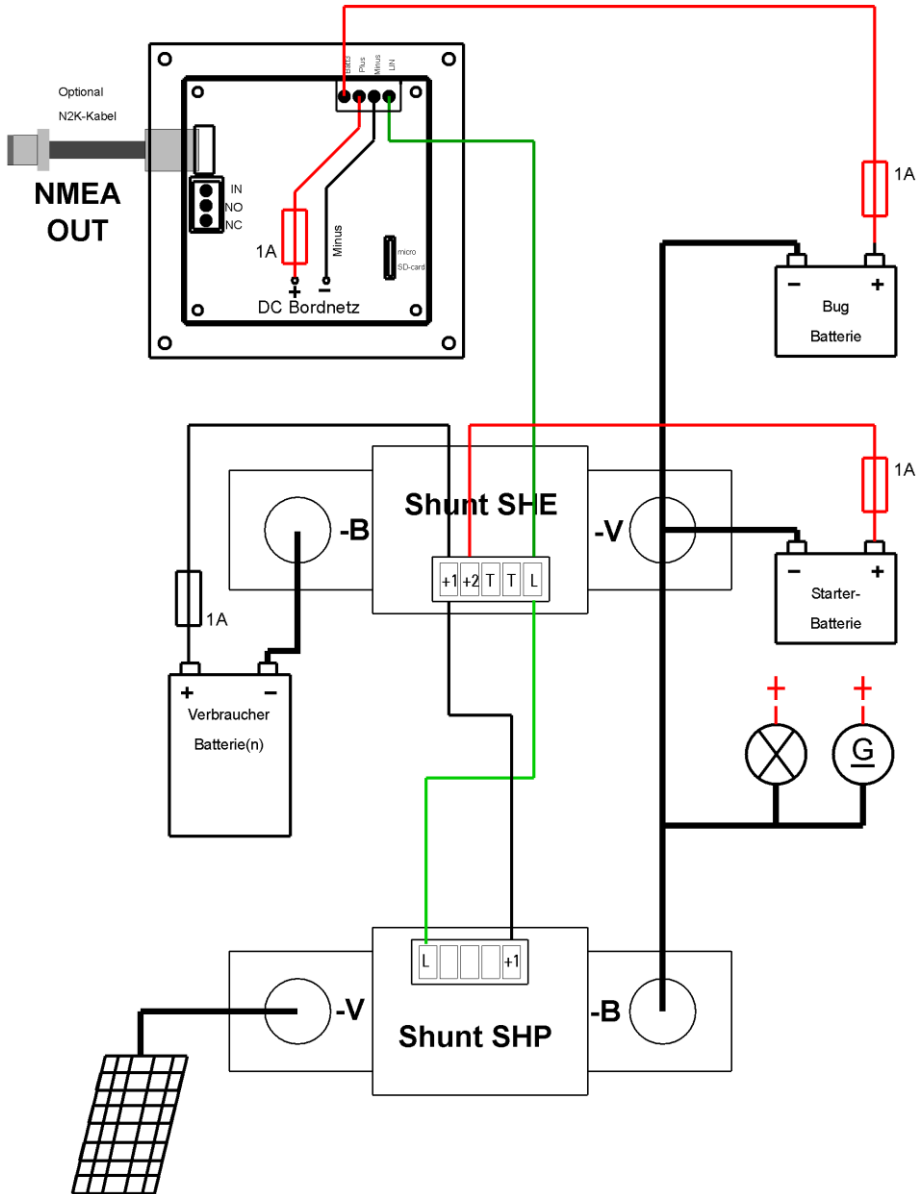 Bat3 Plus Minus LIN
Optional
N2K-Kabel
NMEA
OUT
IN
NO
NC
1A
Minus
micro
SD-card
+ −
DC Bordnetz
1A
− +
Bug
Batterie
1A
Shunt SHE
-B
-V
+1 +2 T T L
− +
Starter-
Batterie
1A
+ −
Verbraucher
Batterie(n)
+ +
G
L +1
-V
-B
Shunt SHP